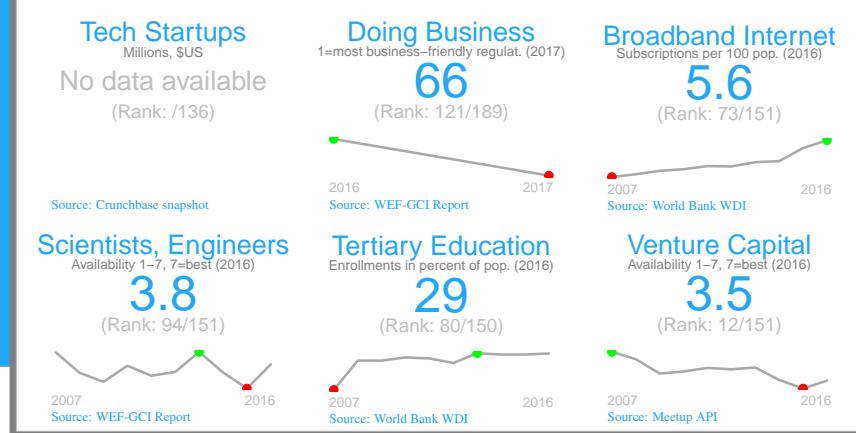 Tech Startups
Millions, $US
No data available
(Rank: /136)
Source: Crunchbase snapshot
Doing Business
1=most business−friendly regulat. (2017)
66
(Rank: 121/189)
2016 2017
Source: WEF-GCI Report
Broadband Internet
Subscriptions per 100 pop. (2016)
5.6
(Rank: 73/151)
2007 2016
Source: World Bank WDI
Scientists, Engineers
Availability 1−7, 7=best (2016)
3.8
(Rank: 94/151)
2007 2016
Source: WEF-GCI Report
Tertiary Education
Enrollments in percent of pop. (2016)
29
(Rank: 80/150)
2007 2016
Source: World Bank WDI
Venture Capital
Availability 1−7, 7=best (2016)
3.5
(Rank: 12/151)
2007 2016
Source: Meetup API